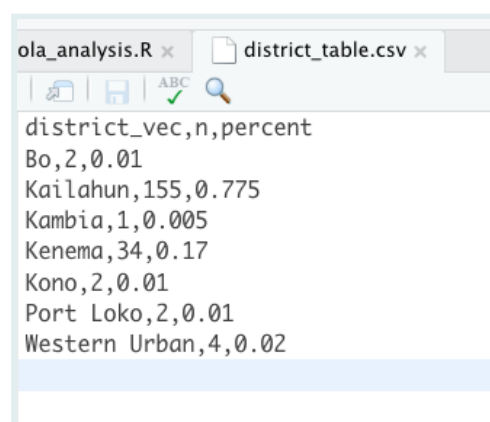 ola_analysis.R × district_table.csv ×
ABC
district_vec,n,percent
Bo,2,0.01
Kailahun,155,0.775
Kambia,1,0.005
Kenema,34,0.17
Kono,2,0.01
Port Loko,2,0.01
Western Urban,4,0.02